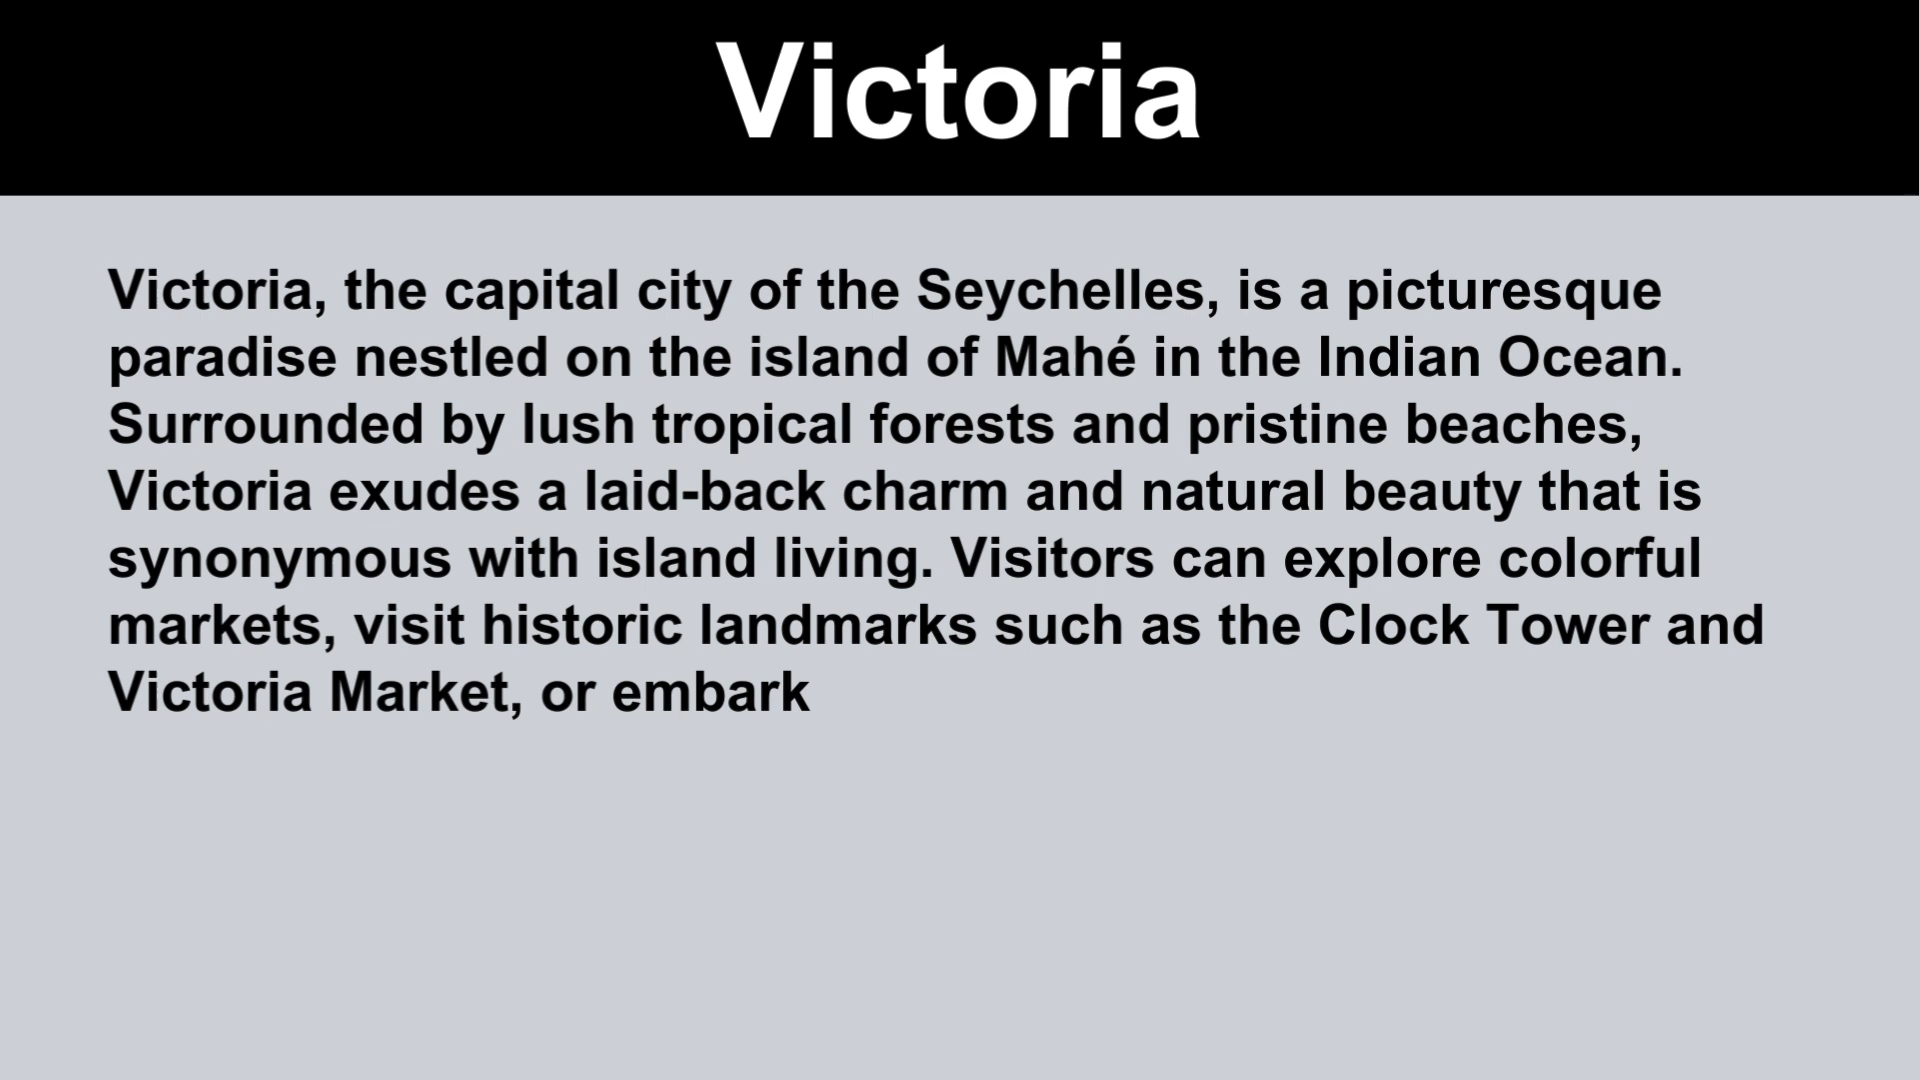 Victoria
Victoria, the capital city of the Seychelles, is a picturesque
paradise nestled on the island of Mahé in the Indian Ocean.
Surrounded by lush tropical forests and pristine beaches,
Victoria exudes a laid-back charm and natural beauty that is
synonymous with island living. Visitors can explore colorful
markets, visit historic landmarks such as the Clock Tower and
Victoria Market, or embark